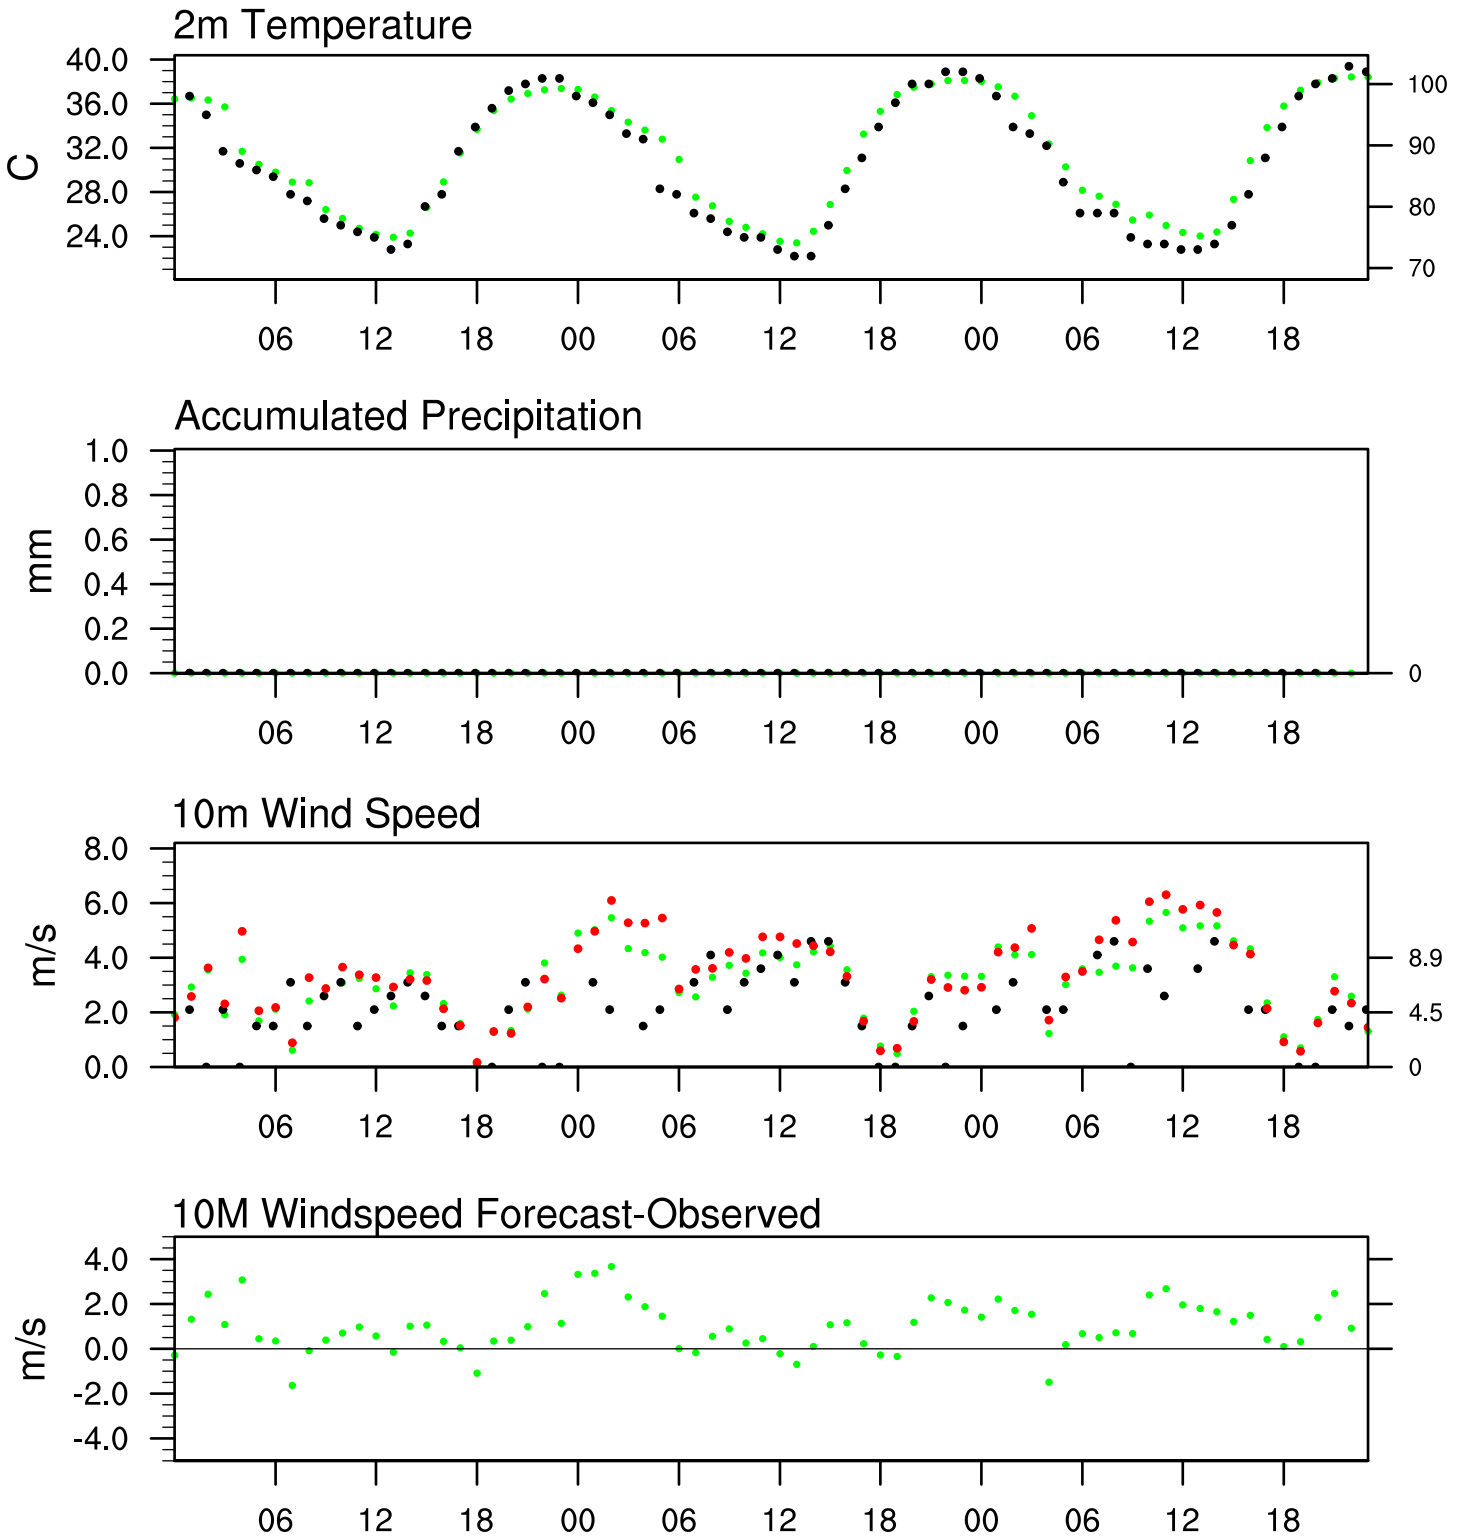 2m Temperature
40.0
36.0
32.0
28.0
24.0
C
100
90
80
70
06 12 18 00 06 12 18 00 06 12 18
Accumulated Precipitation
1.0
0.8
0.6
0.4
0.2
0.0
mm
0
06 12 18 00 06 12 18 00 06 12 18
10m Wind Speed
8.0
6.0
4.0
2.0
0.0
m/s
8.9
4.5
0
06 12 18 00 06 12 18 00 06 12 18
10M Windspeed Forecast-Observed
4.0
2.0
0.0
-2.0
-4.0
m/s
06 12 18 00 06 12 18 00 06 12 18